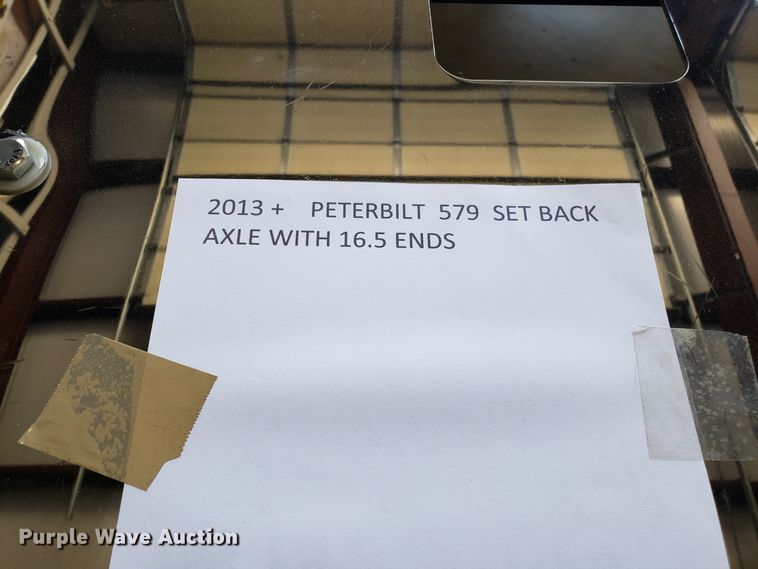 2013 + PETERBILT 579 SET BACK
AXLE WITH 16.5 ENDS
Purple Wave Auction